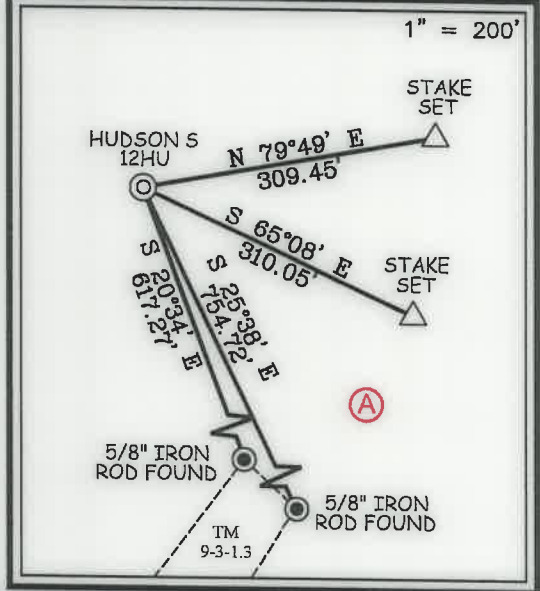 1" = 200'
STAKE
SET
HUDSON S
12HU
N 79°49' E
309.45'
S 65°08' E
310.05'
STAKE
SET
S 20°34' E
617.27'
S 25°38' E
754.72'
A
5/8" IRON
ROD FOUND
5/8" IRON
ROD FOUND
TM
9-3-1.3